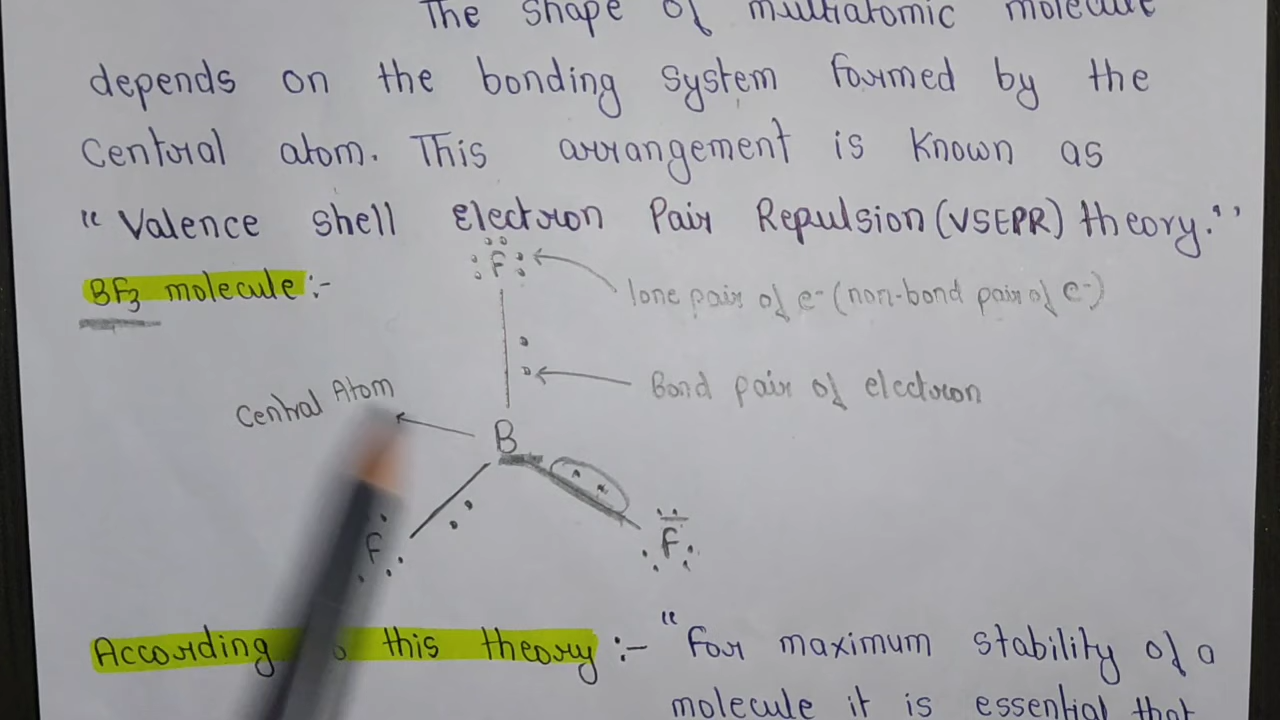 The shape of multiatomic molecule
depends on the bonding system formed by the
central atom. This arrangement is known as
“ Valence shell Electron Pair Repulsion (VSEPR) theory.”
BF3 molecule :-
F
lone pair of e- (non-bond pair of e-)
Bond pair of electron
Central Atom
B
F
F
According this theory :- “ For maximum stability of a
molecule it is essential that